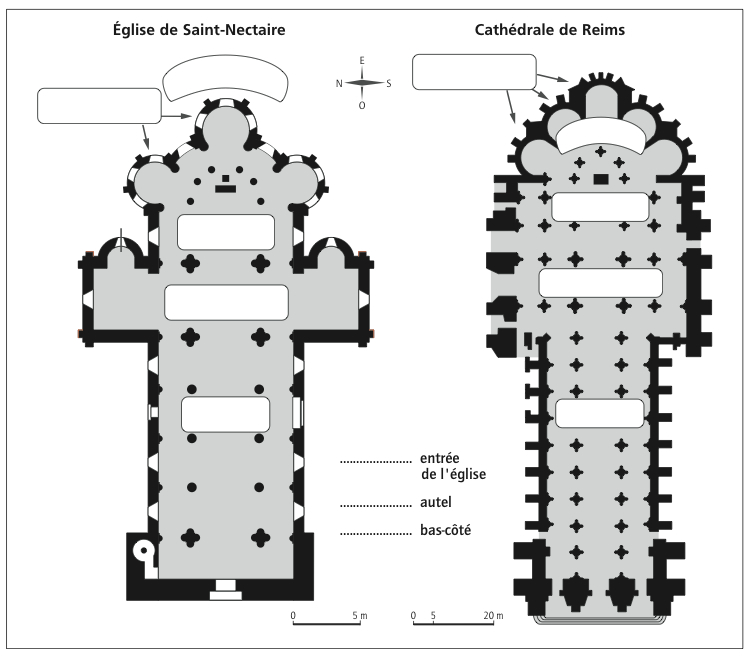 Église de Saint-Nectaire
Cathédrale de Reims
E
N S
O
.......................... entrée
de l'église
.......................... autel
.......................... bas-côté
0 5 m
0 5 20 m